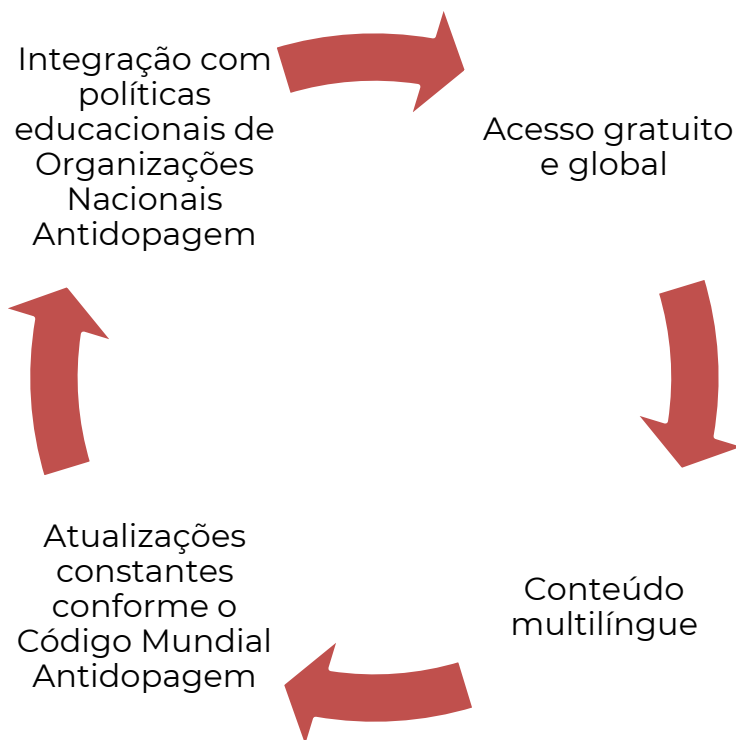 Integração com
políticas
educacionais de
Organizações
Nacionais
Antidopagem
Acesso gratuito
e global
Conteúdo
multilíngue
Atualizações
constantes
conforme o
Código Mundial
Antidopagem